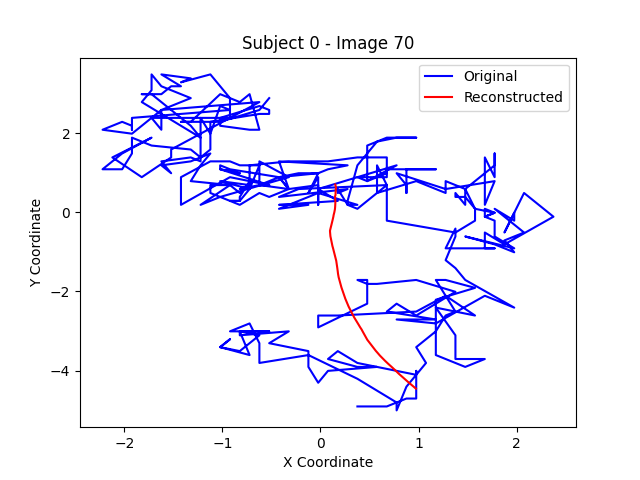 Subject 0 - Image 70
Original
Reconstructed
Y Coordinate
2
0
−2
−4
−2
−1
0
1
2
X Coordinate